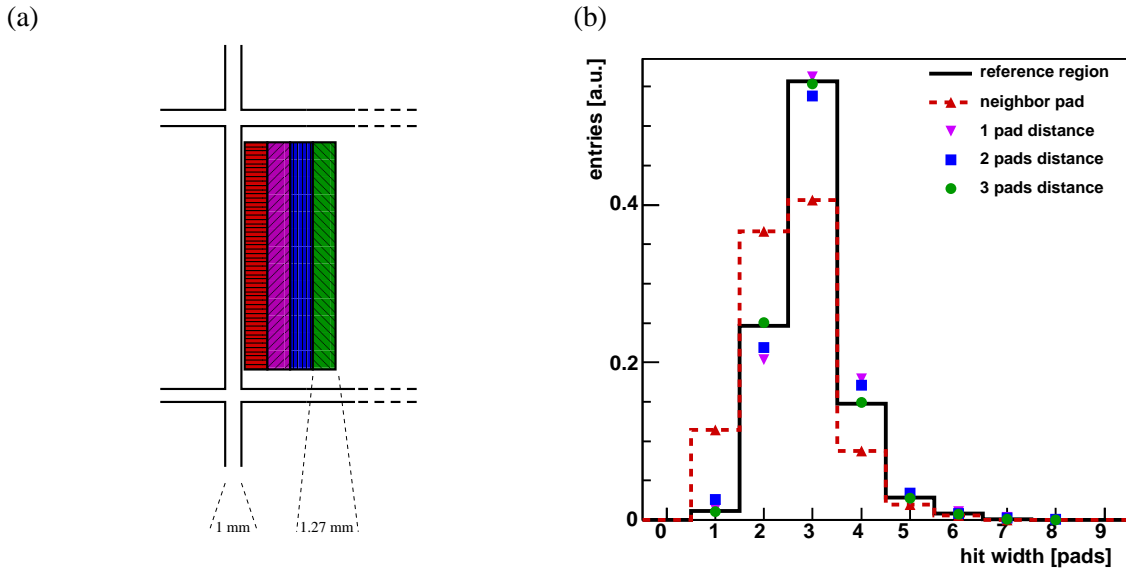 (a)
(b)
1 mm
1.27 mm
entries [a.u.]
0.4
0.2
0
reference region
neighbor pad
1 pad distance
2 pads distance
3 pads distance
0 1 2 3 4 5 6 7 8 9
hit width [pads]